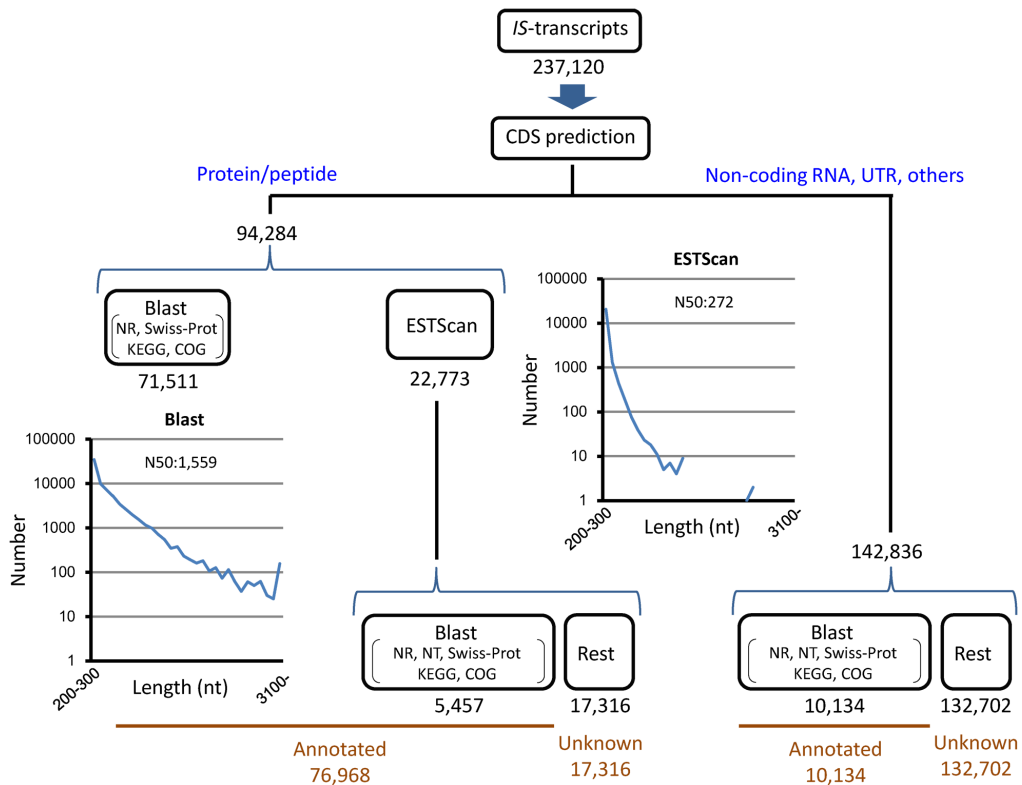 IS-transcripts
237,120
CDS prediction
Protein/peptide
Non-coding RNA, UTR, others
94,284
Blast
NR, Swiss-Prot
KEGG, COG
71,511
ESTScan
22,773
ESTScan
N50:272
Number
100000
10000
1000
100
10
1
200-300
Length (nt)
3100-
Blast
N50:1,559
Number
100000
10000
1000
100
10
1
200-300
Length (nt)
3100-
142,836
Blast
NR, NT, Swiss-Prot
KEGG, COG
5,457
Rest
17,316
Blast
NR, NT, Swiss-Prot
KEGG, COG
10,134
Rest
132,702
Annotated
76,968
Unknown
17,316
Annotated
10,134
Unknown
132,702